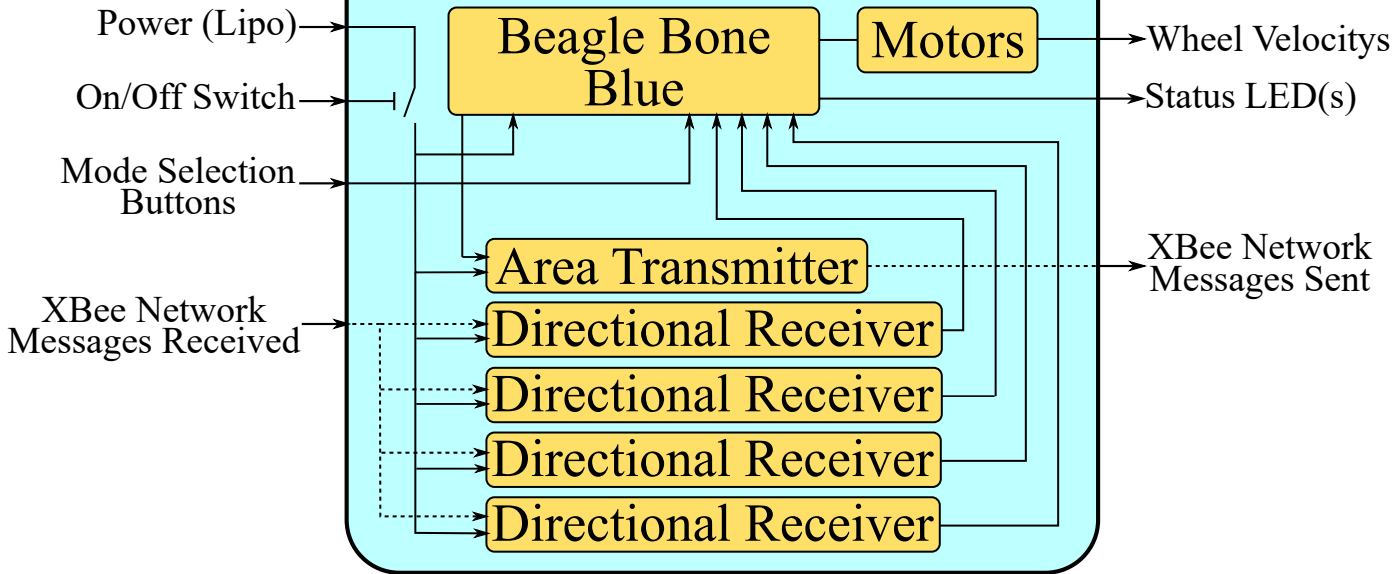 Power (Lipo)
On/Off Switch
Mode Selection
Buttons
XBee Network
Messages Received
Beagle Bone
Blue
Motors
Area Transmitter
Directional Receiver
Directional Receiver
Directional Receiver
Directional Receiver
Wheel Velocitys
Status LED(s)
XBee Network
Messages Sent